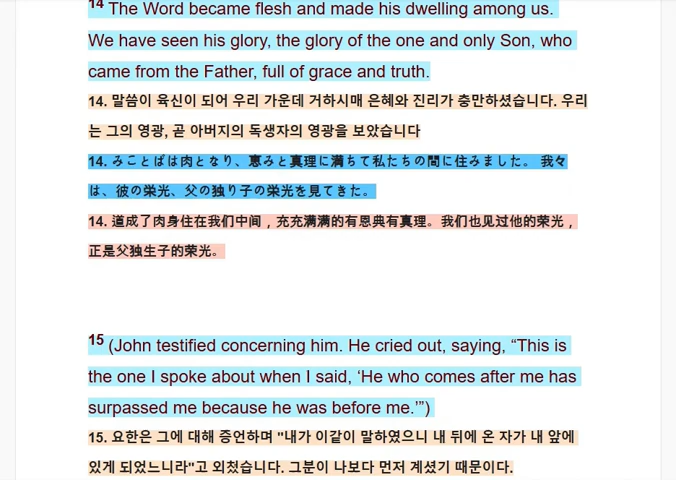 14 The Word became flesh and made his dwelling among us.
We have seen his glory, the glory of the one and only Son, who
came from the Father, full of grace and truth.
14. 말씀이 육신이 되어 우리 가운데 거하시매 은혜와 진리가 충만하셨습니다. 우리
는 그의 영광, 곧 아버지의 독생자의 영광을 보았습니다
14. みことばは肉となり、恵みと真理に満ちて私たちの間に住みました。 我々
は、彼の栄光、父の独り子の栄光を見てきた。
14. 道成了肉身住在我们中间，充充满满的有恩典有真理。我们也见过他的荣光，
正是父独生子的荣光。
15 (John testified concerning him. He cried out, saying, “This is
the one I spoke about when I said, ‘He who comes after me has
surpassed me because he was before me.’”)
15. 요한은 그에 대해 증언하며 "내가 이같이 말하였으니 내 뒤에 온 자가 내 앞에
있게 되었느니라"고 외쳤습니다. 그분이 나보다 먼저 계셨기 때문이다.